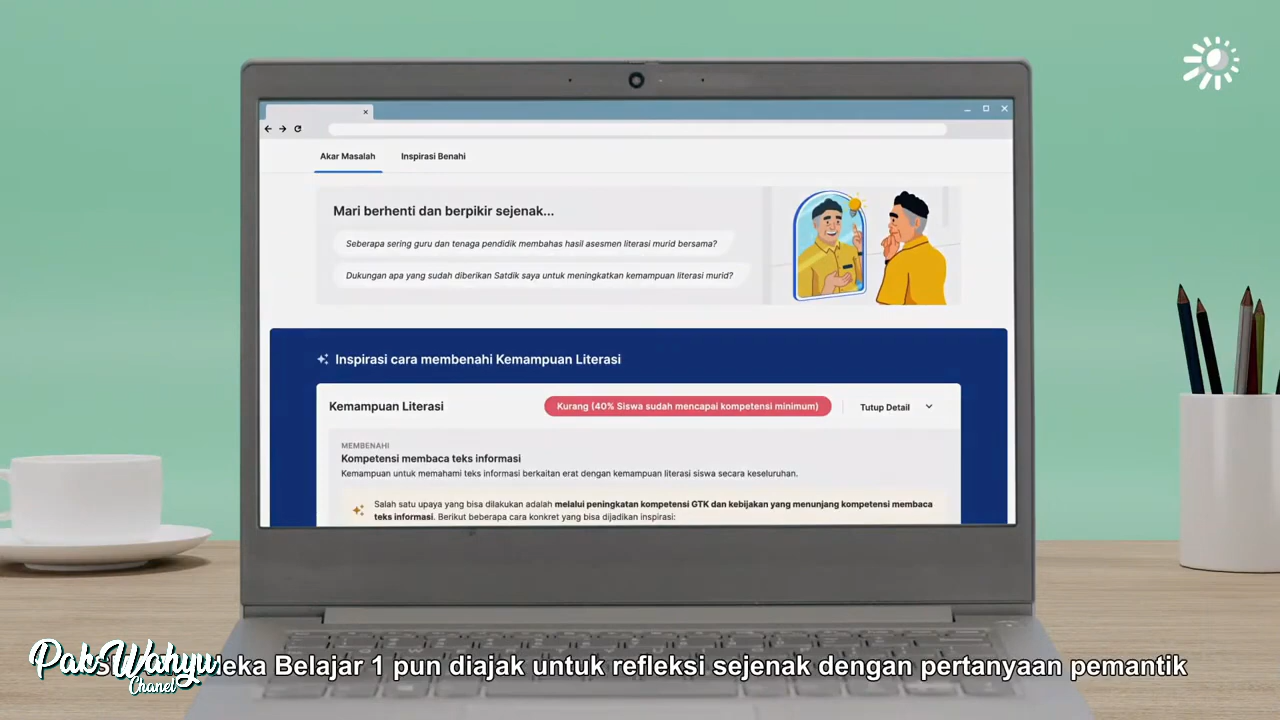 Akar Masalah Inspirasi Benahi
Mari berhenti dan berpikir sejenak...
Seberapa sering guru dan tenaga pendidik membahas hasil asesmen literasi murid bersama?
Dukungan apa yang sudah diberikan Satdik saya untuk meningkatkan kemampuan literasi murid?
Inspirasi cara membenahi Kemampuan Literasi
Kemampuan Literasi Kurang (40% Siswa sudah mencapai kompetensi minimum) Tutup Detail
MEMBENAHI
Kompetensi membaca teks informasi
Kemampuan untuk memahami teks informasi berkaitan erat dengan kemampuan literasi siswa secara keseluruhan.
Salah satu upaya yang bisa dilakukan adalah melalui peningkatan kompetensi GTK dan kebijakan yang menunjang kompetensi membaca
teks informasi. Berikut beberapa cara konkret yang bisa dijadikan inspirasi:
Pak Wahyu
Chanel
Belajar 1 pun diajak untuk refleksi sejenak dengan pertanyaan pemantik